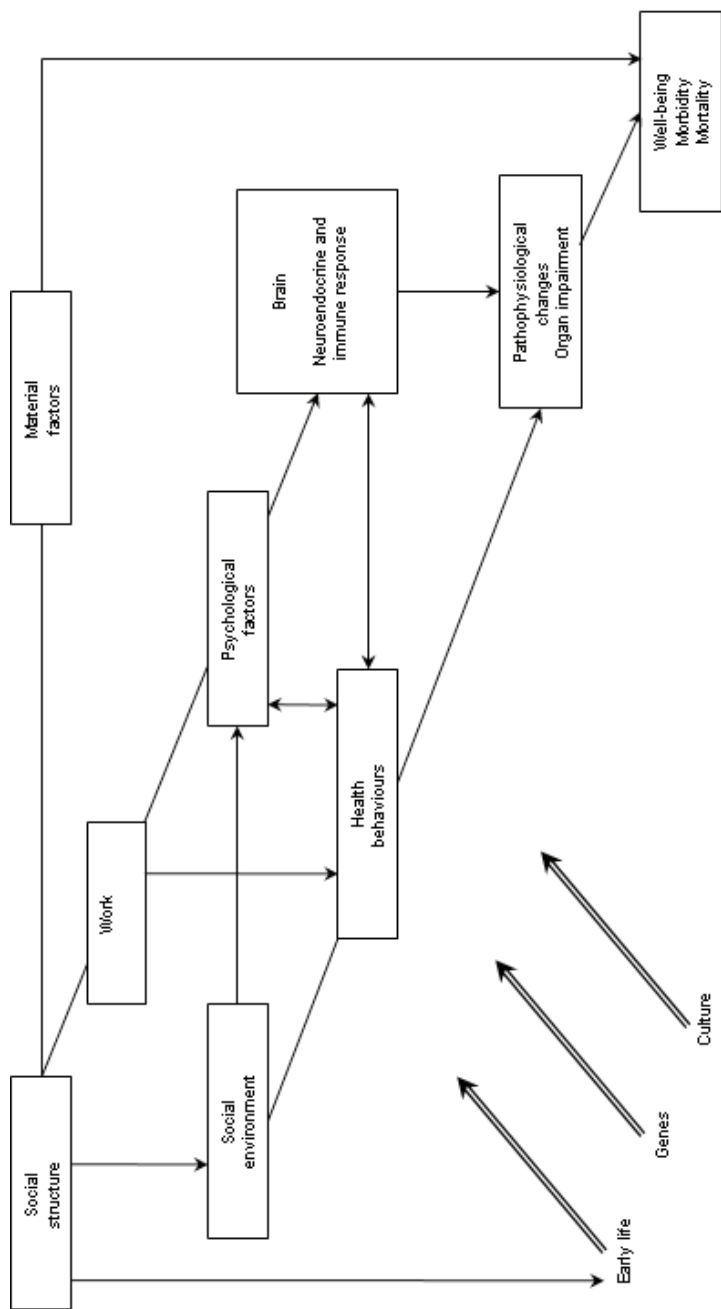 Social
structure
Material
factors
Work
Social
environment
Psychological
factors
Brain
Neuroendocrine and
immune response
Health
behaviours
Pathophysiological
changes
Organ impairment
Well-being
Morbidity
Mortality
Early life
Genes
Culture